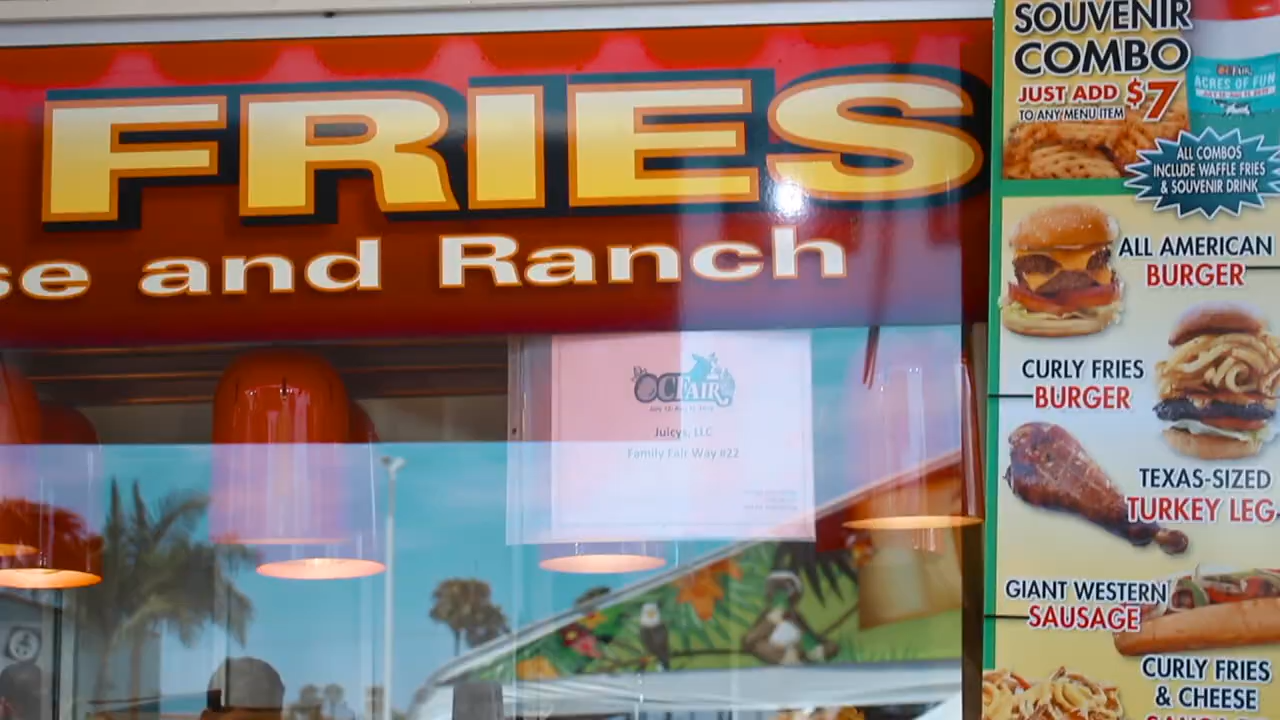 FRIES
se and Ranch
OC FAIR
Juicys, LLC
Family Fair Way #22
SOUVENIR
COMBO
JUST ADD $7
TO ANY MENU ITEM
OC FAIR
ACRES OF FUN
ALL COMBOS
INCLUDE WAFFLE FRIES
& SOUVENIR DRINK
ALL AMERICAN
BURGER
CURLY FRIES
BURGER
TEXAS-SIZED
TURKEY LEG
GIANT WESTERN
SAUSAGE
CURLY FRIES
& CHEESE